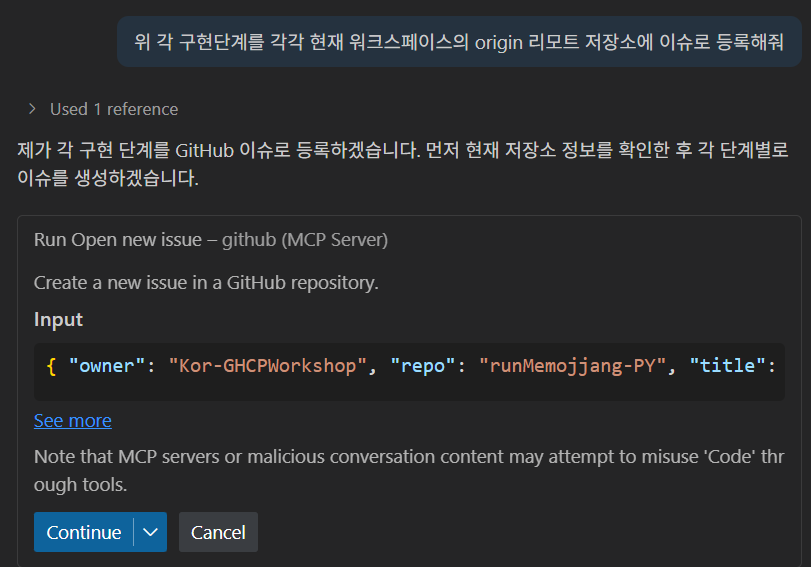 위 각 구현단계를 각각 현재 워크스페이스의 origin 리모트 저장소에 이슈로 등록해줘
Used 1 reference
제가 각 구현 단계를 GitHub 이슈로 등록하겠습니다. 먼저 현재 저장소 정보를 확인한 후 각 단계별로
이슈를 생성하겠습니다.
Run Open new issue – github (MCP Server)
Create a new issue in a GitHub repository.
Input
{ "owner": "Kor-GHCPWorkshop", "repo": "runMemojjang-PY", "title":
See more
Note that MCP servers or malicious conversation content may attempt to misuse 'Code' thr
ough tools.
Continue
Cancel